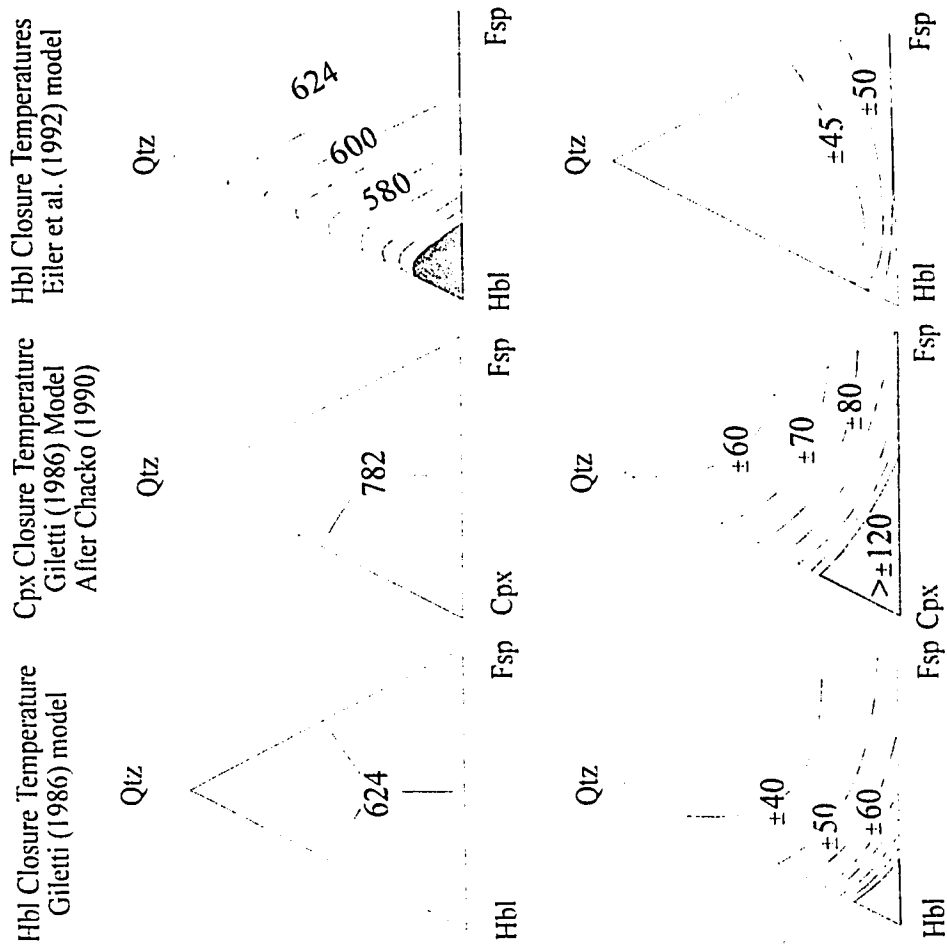 Hbl Closure Temperature
Giletti (1986) model
Qtz
624
Hbl
Fsp
Cpx Closure Temperature
Giletti (1986) Model
After Chacko (1990)
Qtz
782
Cpx
Fsp
Hbl Closure Temperatures
Eiler et al. (1992) model
Qtz
624
600
580
Hbl
Fsp
Qtz
±40
±50
±60
Hbl
Fsp
Qtz
±60
±70
±80
>±120
Cpx
Fsp
Qtz
±45
±50
Hbl
Fsp